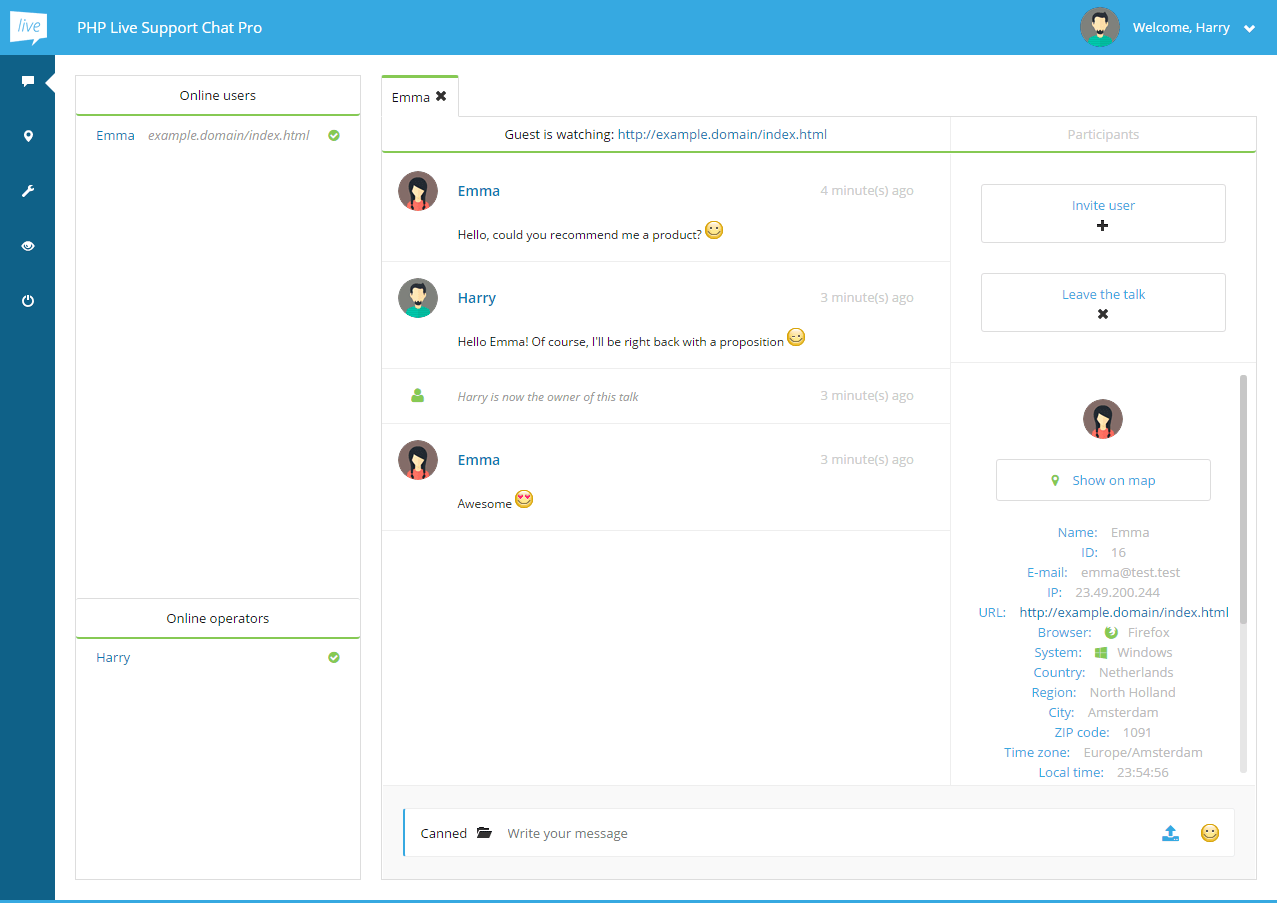 live
PHP Live Support Chat Pro
Welcome, Harry
Online users
Emma example.domain/index.html
Online operators
Harry
Emma
Guest is watching: http://example.domain/index.html
Emma
4 minute(s) ago
Hello, could you recommend me a product?
Harry
3 minute(s) ago
Hello Emma! Of course, I'll be right back with a proposition
Harry is now the owner of this talk
3 minute(s) ago
Emma
3 minute(s) ago
Awesome
Participants
Invite user
Leave the talk
Show on map
Name: Emma
ID: 16
E-mail: emma@test.test
IP: 23.49.200.244
URL: http://example.domain/index.html
Browser: Firefox
System: Windows
Country: Netherlands
Region: North Holland
City: Amsterdam
ZIP code: 1091
Time zone: Europe/Amsterdam
Local time: 23:54:56
Canned Write your message